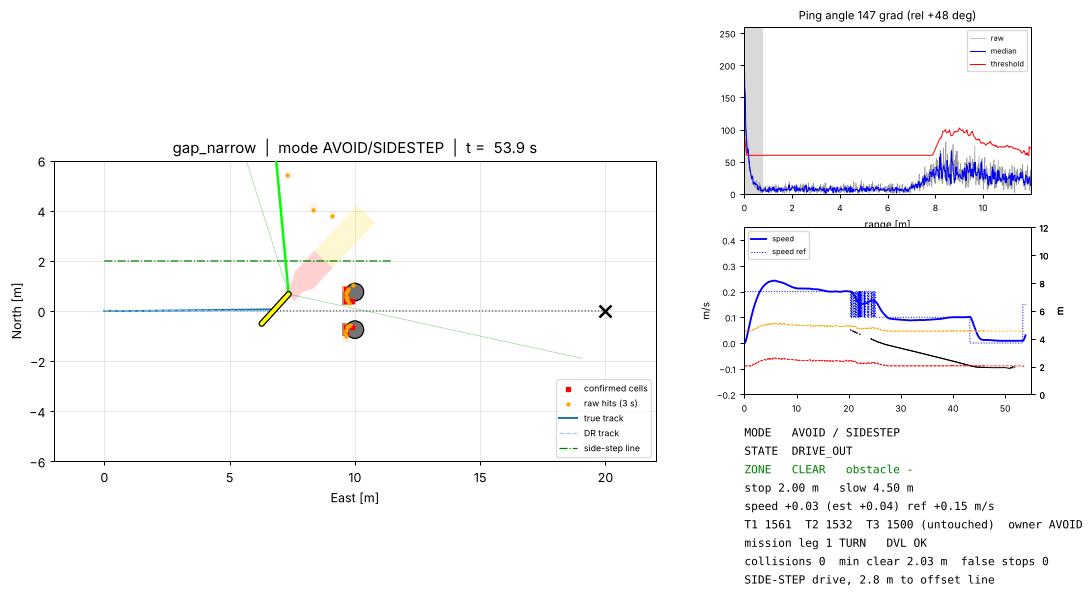 gap_narrow | mode AVOID/SIDESTEP | t = 53.9 s
6
4
2
0
−2
−4
−6
North [m]
0
5
10
15
20
East [m]
confirmed cells
raw hits (3 s)
true track
DR track
side-step line
Ping angle 147 grad (rel +48 deg)
250
200
150
100
50
0
0
2
4
6
8
10
range [m]
raw
median
threshold
0.4
0.3
0.2
0.1
0.0
−0.1
−0.2
m/s
12
10
8
6
4
2
0
m
0
10
20
30
40
50
speed
speed ref
MODE AVOID / SIDESTEP
STATE DRIVE_OUT
ZONE CLEAR obstacle -
stop 2.00 m slow 4.50 m
speed +0.03 (est +0.04) ref +0.15 m/s
T1 1561 T2 1532 T3 1500 (untouched) owner AVOID
mission leg 1 TURN DVL OK
collisions 0 min clear 2.03 m false stops 0
SIDE-STEP drive, 2.8 m to offset line